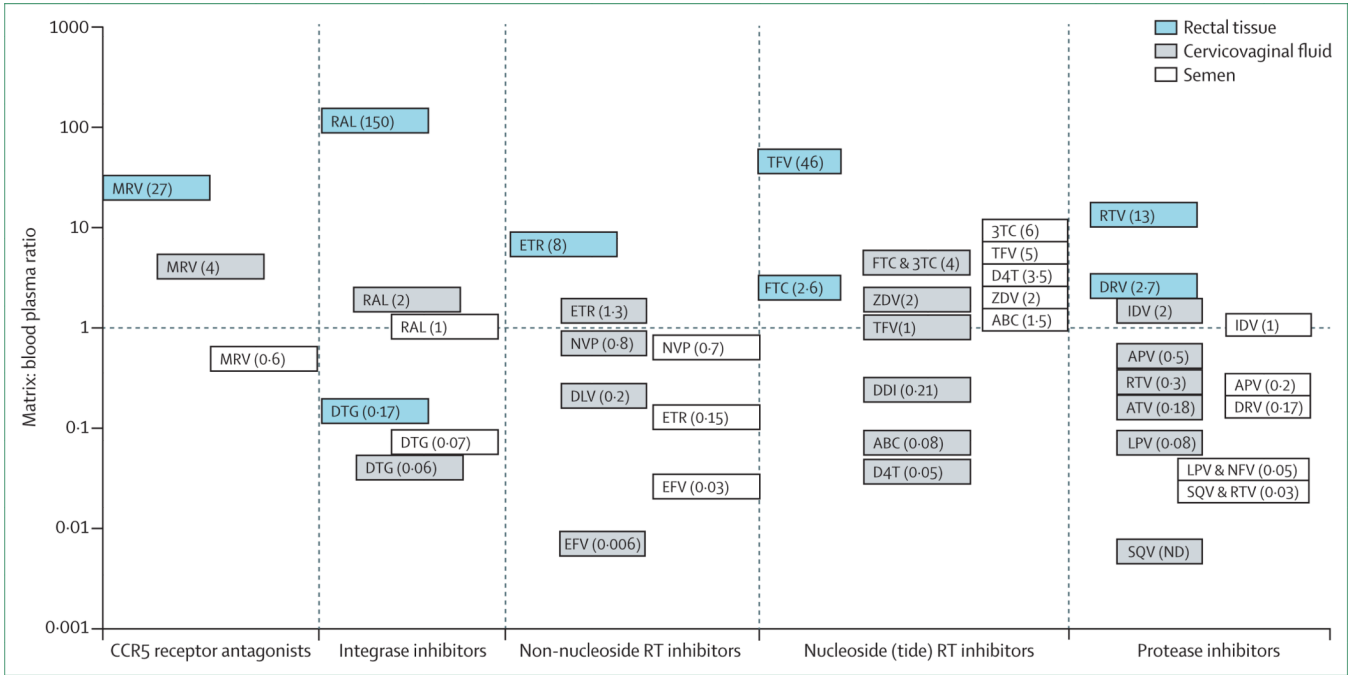 1000
100
10
1
0·1
0·01
0·001
Matrix: blood plasma ratio
Rectal tissue
Cervicovaginal fluid
Semen
MRV (27)
MRV (4)
MRV (0·6)
CCR5 receptor antagonists
RAL (150)
RAL (2)
RAL (1)
DTG (0·17)
DTG (0·07)
DTG (0·06)
Integrase inhibitors
ETR (8)
ETR (1·3)
NVP (0·8)
NVP (0·7)
DLV (0·2)
ETR (0·15)
EFV (0·03)
EFV (0·006)
Non-nucleoside RT inhibitors
TFV (46)
FTC (2·6)
FTC & 3TC (4)
ZDV(2)
TFV(1)
DDI (0·21)
ABC (0·08)
D4T (0·05)
3TC (6)
TFV (5)
D4T (3·5)
ZDV (2)
ABC (1·5)
Nucleoside (tide) RT inhibitors
RTV (13)
DRV (2·7)
IDV (2)
IDV (1)
APV (0·5)
RTV (0·3)
ATV (0·18)
LPV (0·08)
APV (0·2)
DRV (0·17)
LPV & NFV (0·05)
SQV & RTV (0·03)
SQV (ND)
Protease inhibitors